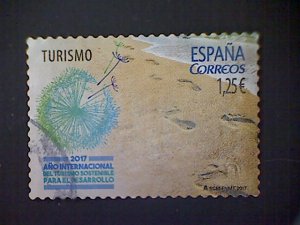 TURISMO
ESPAÑA
CORREOS
1,25€
2017
AÑO INTERNACIONAL
DEL TURISMO SOSTENIBLE
PARA EL DESARROLLO